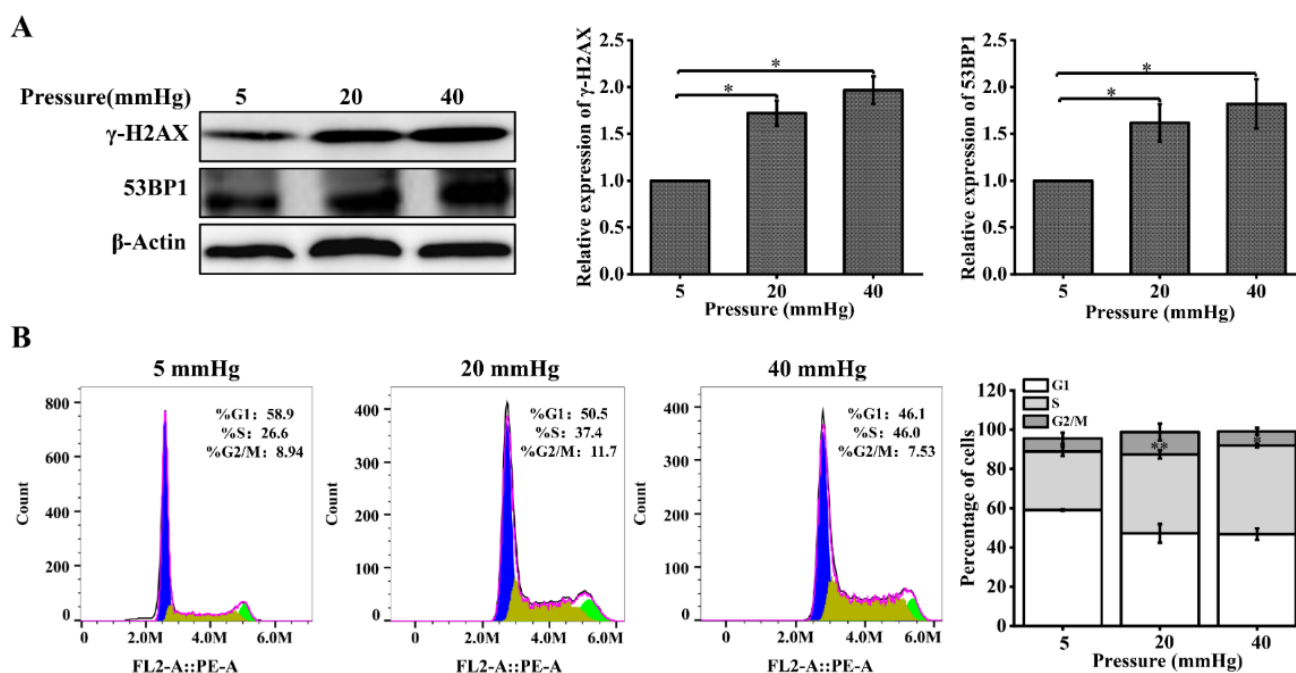 A
Pressure(mmHg) 5 20 40
γ-H2AX
53BP1
β-Actin
Relative expression of γ-H2AX
2.5
2.0
1.5
1.0
0.5
0.0
*
*
5 20 40
Pressure (mmHg)
Relative expression of 53BP1
2.5
2.0
1.5
1.0
0.5
0.0
*
*
5 20 40
Pressure (mmHg)
B
5 mmHg
%G1: 58.9
%S: 26.6
%G2/M: 8.94
Count
800
600
400
200
0
0 2.0M 4.0M 6.0M
FL2-A::PE-A
20 mmHg
%G1: 50.5
%S: 37.4
%G2/M: 11.7
Count
400
300
200
100
0
0 2.0M 4.0M 6.0M
FL2-A::PE-A
40 mmHg
%G1: 46.1
%S: 46.0
%G2/M: 7.53
Count
400
300
200
100
0
0 2.0M 4.0M 6.0M
FL2-A::PE-A
G1
S
G2/M
Percentage of cells
120
100
80
60
40
20
0
**
*
5 20 40
Pressure (mmHg)